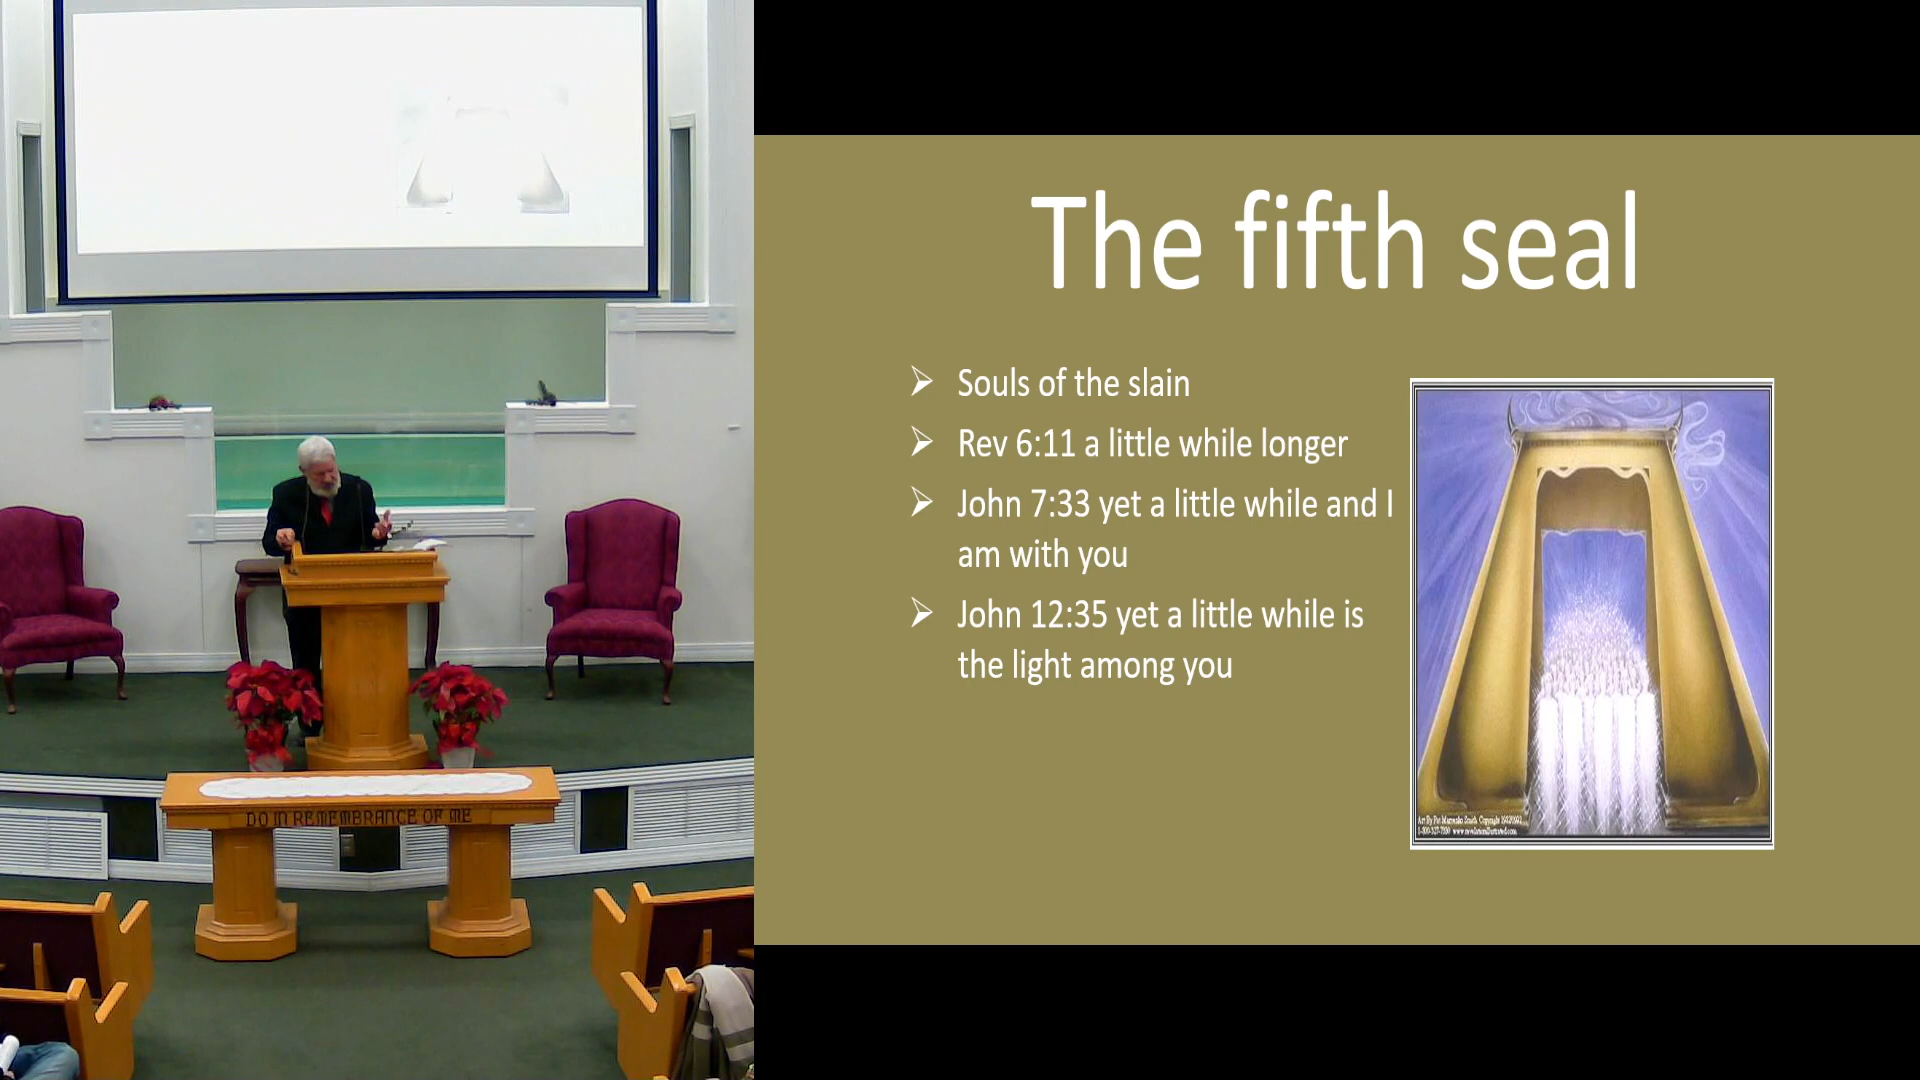 The fifth seal
Souls of the slain
Rev 6:11 a little while longer
John 7:33 yet a little while and I
am with you
John 12:35 yet a little while is
the light among you
DO IN REMEMBRANCE OF ME